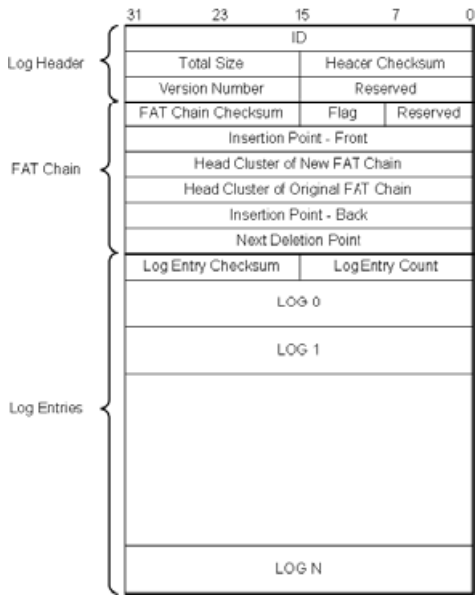 31 23 15 7 0
ID
Log Header
Total Size Heacer Checksum
Version Number Reserved
FAT Chain Checksum Flag Reserved
Insertion Point - Front
FAT Chain
Head Cluster of New FAT Chain
Head Cluster of Original FAT Chain
Insertion Point - Back
Next Deletion Point
Log Entry Checksum Log Entry Count
LOG 0
LOG 1
Log Entries
LOG N